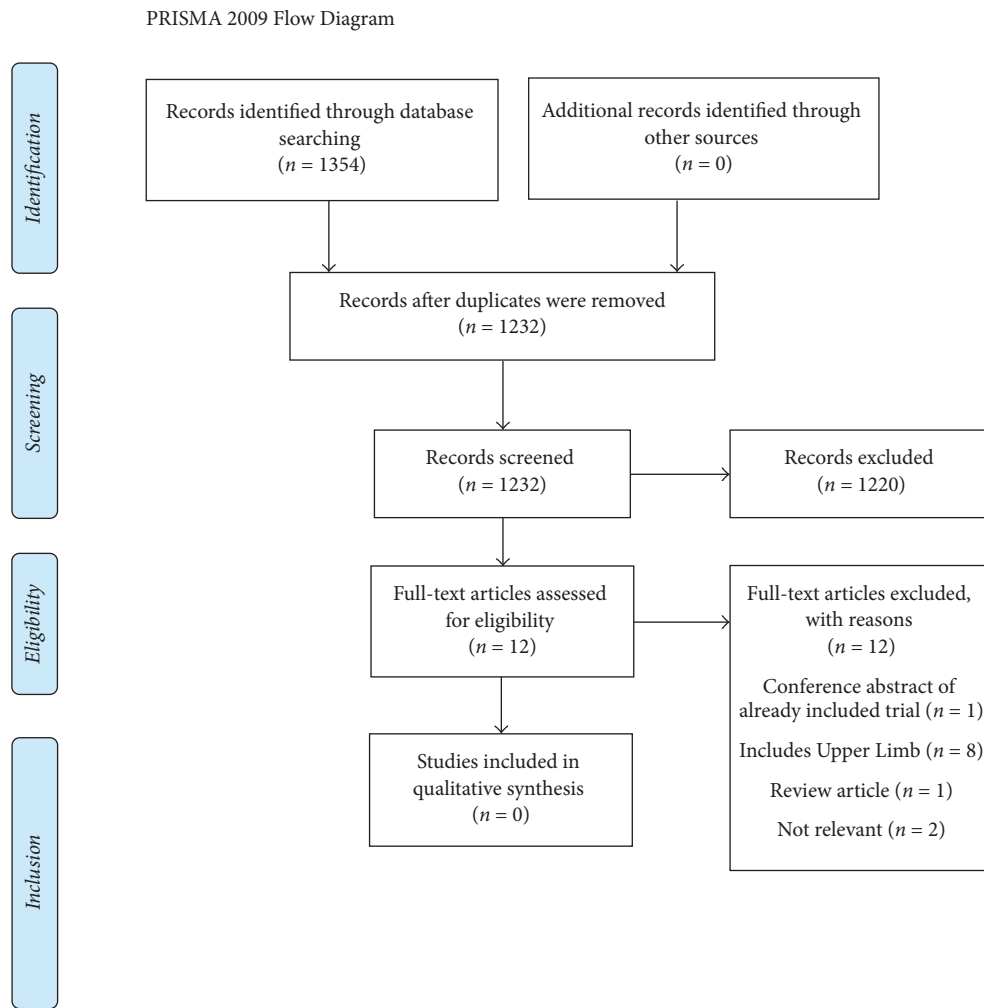 PRISMA 2009 Flow Diagram
Identification
Records identified through database
searching
(n = 1354)
Additional records identified through
other sources
(n = 0)
Records after duplicates were removed
(n = 1232)
Screening
Records screened
(n = 1232)
Records excluded
(n = 1220)
Eligibility
Full-text articles assessed
for eligibility
(n = 12)
Full-text articles excluded,
with reasons
(n = 12)
Conference abstract of
already included trial (n = 1)
Includes Upper Limb (n = 8)
Review article (n = 1)
Not relevant (n = 2)
Inclusion
Studies included in
qualitative synthesis
(n = 0)